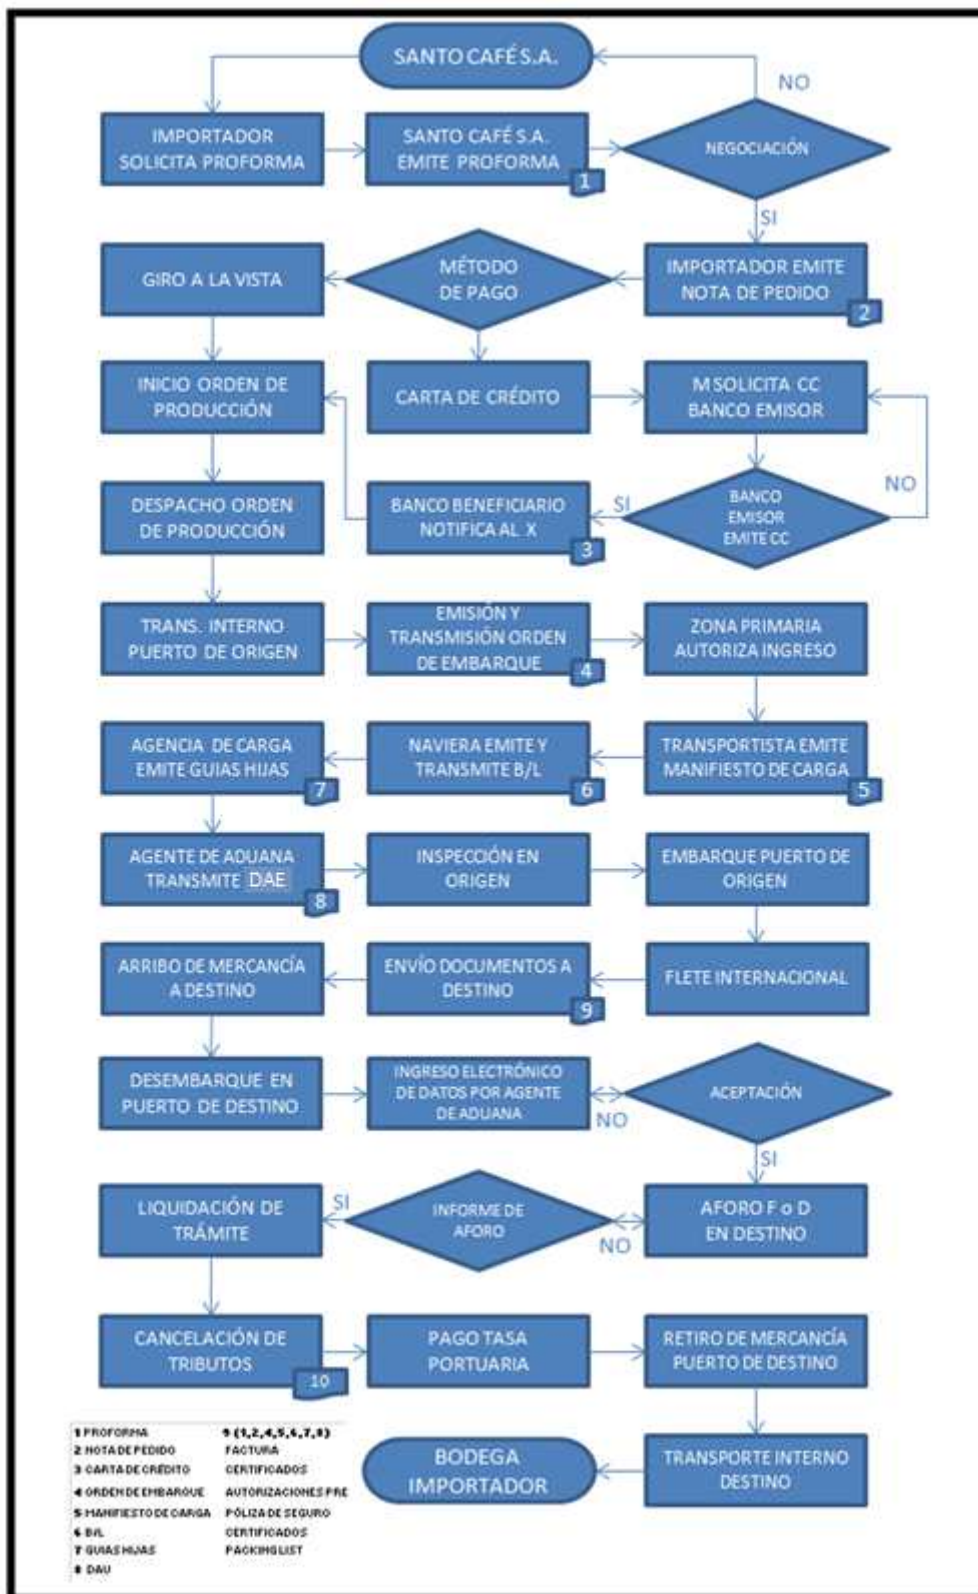 SANTO CAFÉ S.A.
NO
IMPORTADOR
SOLICITA PROFORMA
SANTO CAFÉ S.A.
EMITE PROFORMA
1
NEGOCIACIÓN
SI
GIRO A LA VISTA
MÉTODO
DE PAGO
IMPORTADOR EMITE
NOTA DE PEDIDO
2
INICIO ORDEN DE
PRODUCCIÓN
CARTA DE CRÉDITO
M SOLICITA CC
BANCO EMISOR
NO
DESPACHO ORDEN
DE PRODUCCIÓN
BANCO BENEFICIARIO
NOTIFICA AL X
3
SI
BANCO
EMISOR
EMITE CC
TRANS. INTERNO
PUERTO DE ORIGEN
EMISIÓN Y
TRANSMISIÓN ORDEN
DE EMBARQUE
4
ZONA PRIMARIA
AUTORIZA INGRESO
AGENCIA DE CARGA
EMITE GUIAS HIJAS
7
NAVIERA EMITE Y
TRANSMITE B/L
6
TRANSPORTISTA EMITE
MANIFIESTO DE CARGA
5
AGENTE DE ADUANA
TRANSMITE DAE
8
INSPECCIÓN EN
ORIGEN
EMBARQUE PUERTO DE
ORIGEN
ARRIBO DE MERCANCÍA
A DESTINO
ENVÍO DOCUMENTOS A
DESTINO
9
FLETE INTERNACIONAL
DESEMBARQUE EN
PUERTO DE DESTINO
INGRESO ELECTRÓNICO
DE DATOS POR AGENTE
DE ADUANA
NO
ACEPTACIÓN
SI
LIQUIDACIÓN DE
TRÁMITE
SI
INFORME DE
AFORO
NO
AFORO F o D
EN DESTINO
CANCELACIÓN DE
TRIBUTOS
10
PAGO TASA
PORTUARIA
RETIRO DE MERCANCÍA
PUERTO DE DESTINO
BODEGA
IMPORTADOR
TRANSPORTE INTERNO
DESTINO
1 PROFORMA
2 NOTA DE PEDIDO
3 CARTA DE CRÉDITO
4 ORDEN DE EMBARQUE
5 MANIFIESTO DE CARGA
6 B/L
7 GUIAS HIJAS
8 DAU
9 (1,2,4,5,6,7,8)
FACTURA
CERTIFICADOS
AUTORIZACIONES PRE
PÓLIZA DE SEGURO
CERTIFICADOS
PACKING LIST